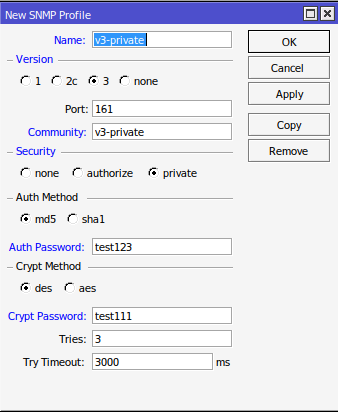 New SNMP Profile
Name: v3-private
OK
Version
Cancel
1 2c 3 none
Apply
Port: 161
Copy
Community: v3-private
Remove
Security
none authorize private
Auth Method
md5 sha1
Auth Password: test123
Crypt Method
des aes
Crypt Password: test111
Tries: 3
Try Timeout: 3000 ms